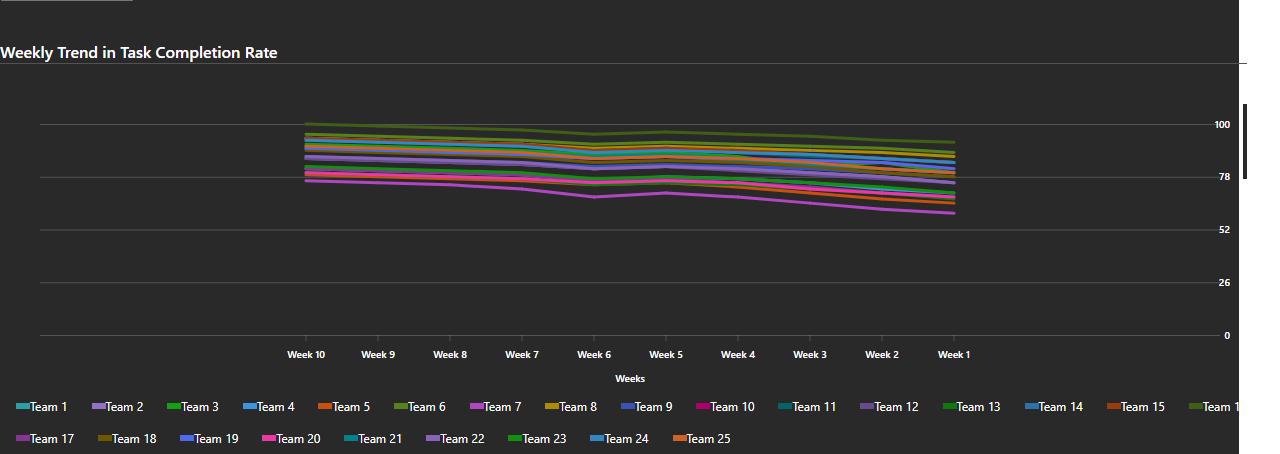 Weekly Trend in Task Completion Rate
100
78
52
26
0
Week 10 Week 9 Week 8 Week 7 Week 6 Week 5 Week 4 Week 3 Week 2 Week 1
Weeks
Team 1 Team 2 Team 3 Team 4 Team 5 Team 6 Team 7 Team 8 Team 9 Team 10 Team 11 Team 12 Team 13 Team 14 Team 15 Team 1
Team 17 Team 18 Team 19 Team 20 Team 21 Team 22 Team 23 Team 24 Team 25